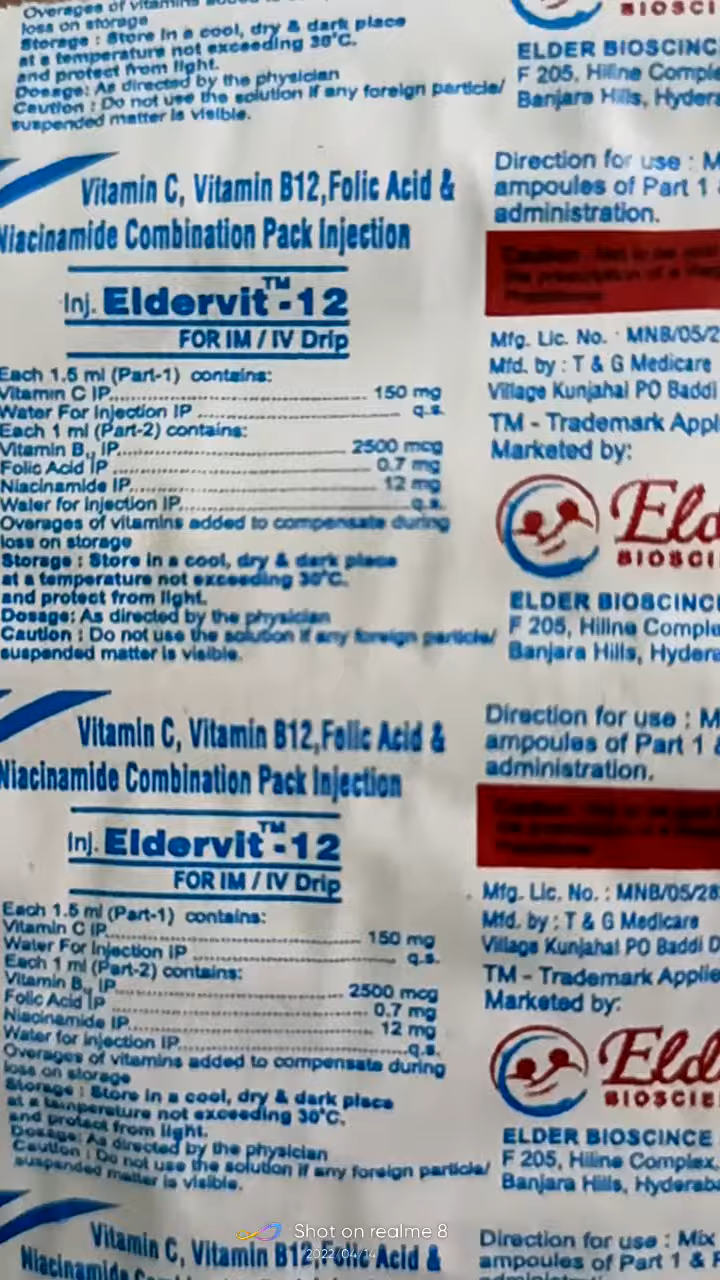 Overages of vitamins added to compensate during
loss on storage
Storage : Store in a cool, dry & dark place
at a temperature not exceeding 30°C.
and protect from light.
Dosage: As directed by the physician
Caution : Do not use the solution if any foreign particle/
suspended matter is visible.
BIOSCI
ELDER BIOSCINC
F 205, Hiline Comple
Banjara Hills, Hydera
Vitamin C, Vitamin B12,Folic Acid &
Niacinamide Combination Pack Injection
Inj. Eldervit™-12
FOR IM / IV Drip
Each 1.5 ml (Part-1) contains:
Vitamin C IP.......................................... 150 mg
Water For Injection IP ................................... q.s.
Each 1 ml (Part-2) contains:
Vitamin B12 IP........................................ 2500 mcg
Folic Acid IP ........................................... 0.7 mg
Niacinamide IP........................................ 12 mg
Water for injection IP..................................q.s.
Overages of vitamins added to compensate during
loss on storage
Storage : Store in a cool, dry & dark place
at a temperature not exceeding 30°C.
and protect from light.
Dosage: As directed by the physician
Caution : Do not use the solution if any foreign particle/
suspended matter is visible.
Direction for use : M
ampoules of Part 1
administration.
Mfg. Lic. No. : MNB/05/2
Mfd. by : T & G Medicare
Village Kunjahal PO Baddi
TM - Trademark Appl
Marketed by:
Eld
BIOSCI
ELDER BIOSCINC
F 205, Hiline Comple
Banjara Hills, Hydera
Vitamin C, Vitamin B12,Folic Acid &
Niacinamide Combination Pack Injection
Inj. Eldervit™-12
FOR IM / IV Drip
Each 1.5 ml (Part-1) contains:
Vitamin C IP.......................................... 150 mg
Water For Injection IP ................................... q.s.
Each 1 ml (Part-2) contains:
Vitamin B12 IP........................................ 2500 mcg
Folic Acid IP ........................................... 0.7 mg
Niacinamide IP........................................ 12 mg
Water for injection IP..................................q.s.
Overages of vitamins added to compensate during
loss on storage
Storage : Store in a cool, dry & dark place
at a temperature not exceeding 30°C.
and protect from light.
Dosage: As directed by the physician
Caution : Do not use the solution if any foreign particle/
suspended matter is visible.
Direction for use : M
ampoules of Part 1 &
administration.
Mfg. Lic. No. : MNB/05/28
Mfd. by : T & G Medicare
Village Kunjahal PO Baddi D
TM - Trademark Applie
Marketed by:
Eld
BIOSCIE
ELDER BIOSCINCE
F 205, Hiline Complex,
Banjara Hills, Hyderaba
Vitamin C, Vitamin B12,Folic Acid &
Niacinamide
Direction for use : Mix
ampoules of Part 1 &
Shot on realme 8
2022/04/14